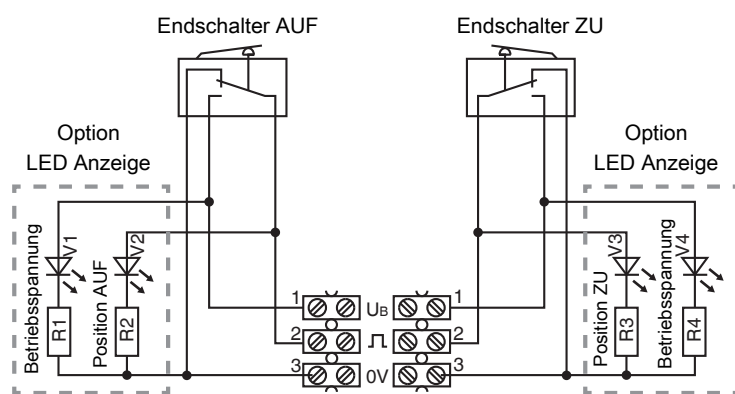 Endschalter AUF
Endschalter ZU
Option
LED Anzeige
Option
LED Anzeige
Betriebsspannung
V1
R1
Position AUF
V2
R2
1
UB
1
2
2
3
0V
3
Position ZU
V3
R3
Betriebsspannung
V4
R4